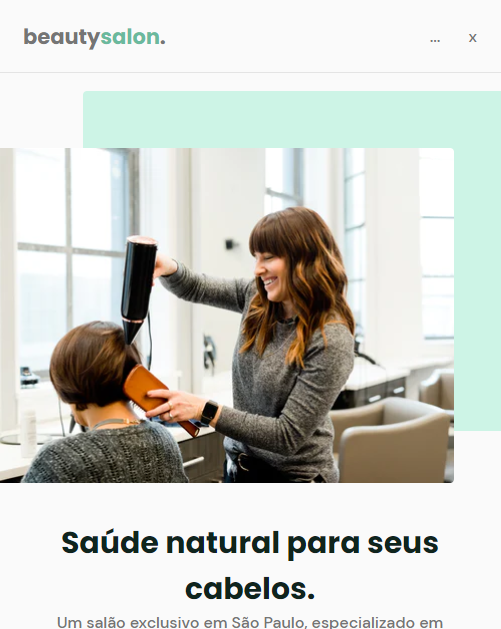 beautysalon.
... x
Saúde natural para seus
cabelos.
Um salão exclusivo em São Paulo, especializado em